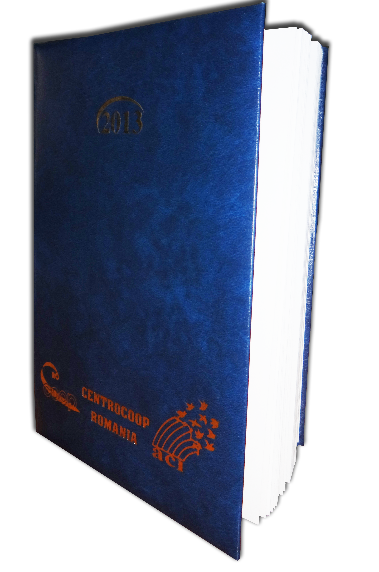 2013
CENTROCOOP
ROMANIA
aci